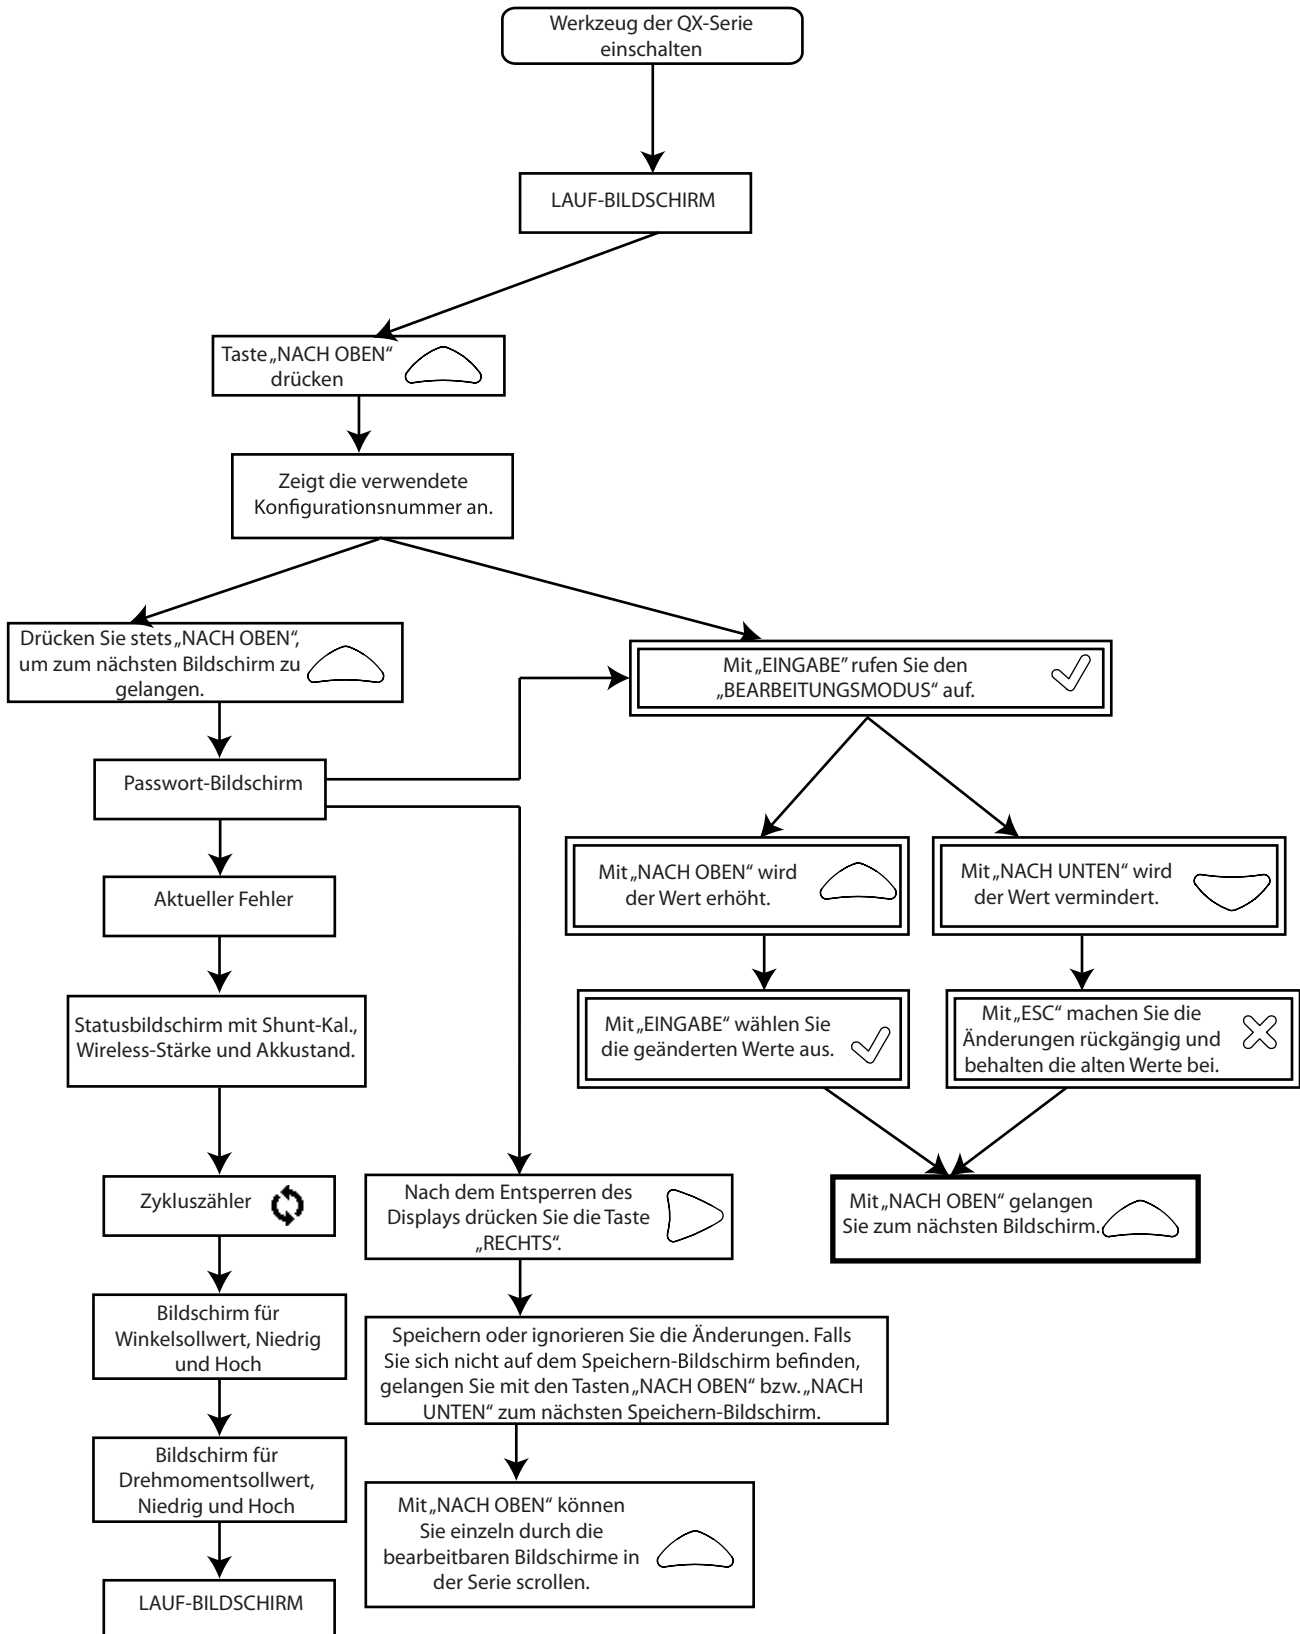 Werkzeug der QX-Serie
einschalten
LAUF-BILDSCHIRM
Taste „NACH OBEN“
drücken
Zeigt die verwendete
Konfigurationsnummer an.
Drücken Sie stets „NACH OBEN“,
um zum nächsten Bildschirm zu
gelangen.
Mit „EINGABE” rufen Sie den
„BEARBEITUNGSMODUS“ auf.
Passwort-Bildschirm
Aktueller Fehler
Mit „NACH OBEN“ wird
der Wert erhöht.
Mit „NACH UNTEN“ wird
der Wert vermindert.
Statusbildschirm mit Shunt-Kal.,
Wireless-Stärke und Akkustand.
Mit „EINGABE“ wählen Sie
die geänderten Werte aus.
Mit „ESC“ machen Sie die
Änderungen rückgängig und
behalten die alten Werte bei.
Zykluszähler
Nach dem Entsperren des
Displays drücken Sie die Taste
„RECHTS“.
Mit „NACH OBEN“ gelangen
Sie zum nächsten Bildschirm.
Bildschirm für
Winkelsollwert, Niedrig
und Hoch
Speichern oder ignorieren Sie die Änderungen. Falls
Sie sich nicht auf dem Speichern-Bildschirm befinden,
gelangen Sie mit den Tasten „NACH OBEN“ bzw. „NACH
UNTEN“ zum nächsten Speichern-Bildschirm.
Bildschirm für
Drehmomentsollwert,
Niedrig und Hoch
Mit „NACH OBEN“ können
Sie einzeln durch die
bearbeitbaren Bildschirme in
der Serie scrollen.
LAUF-BILDSCHIRM